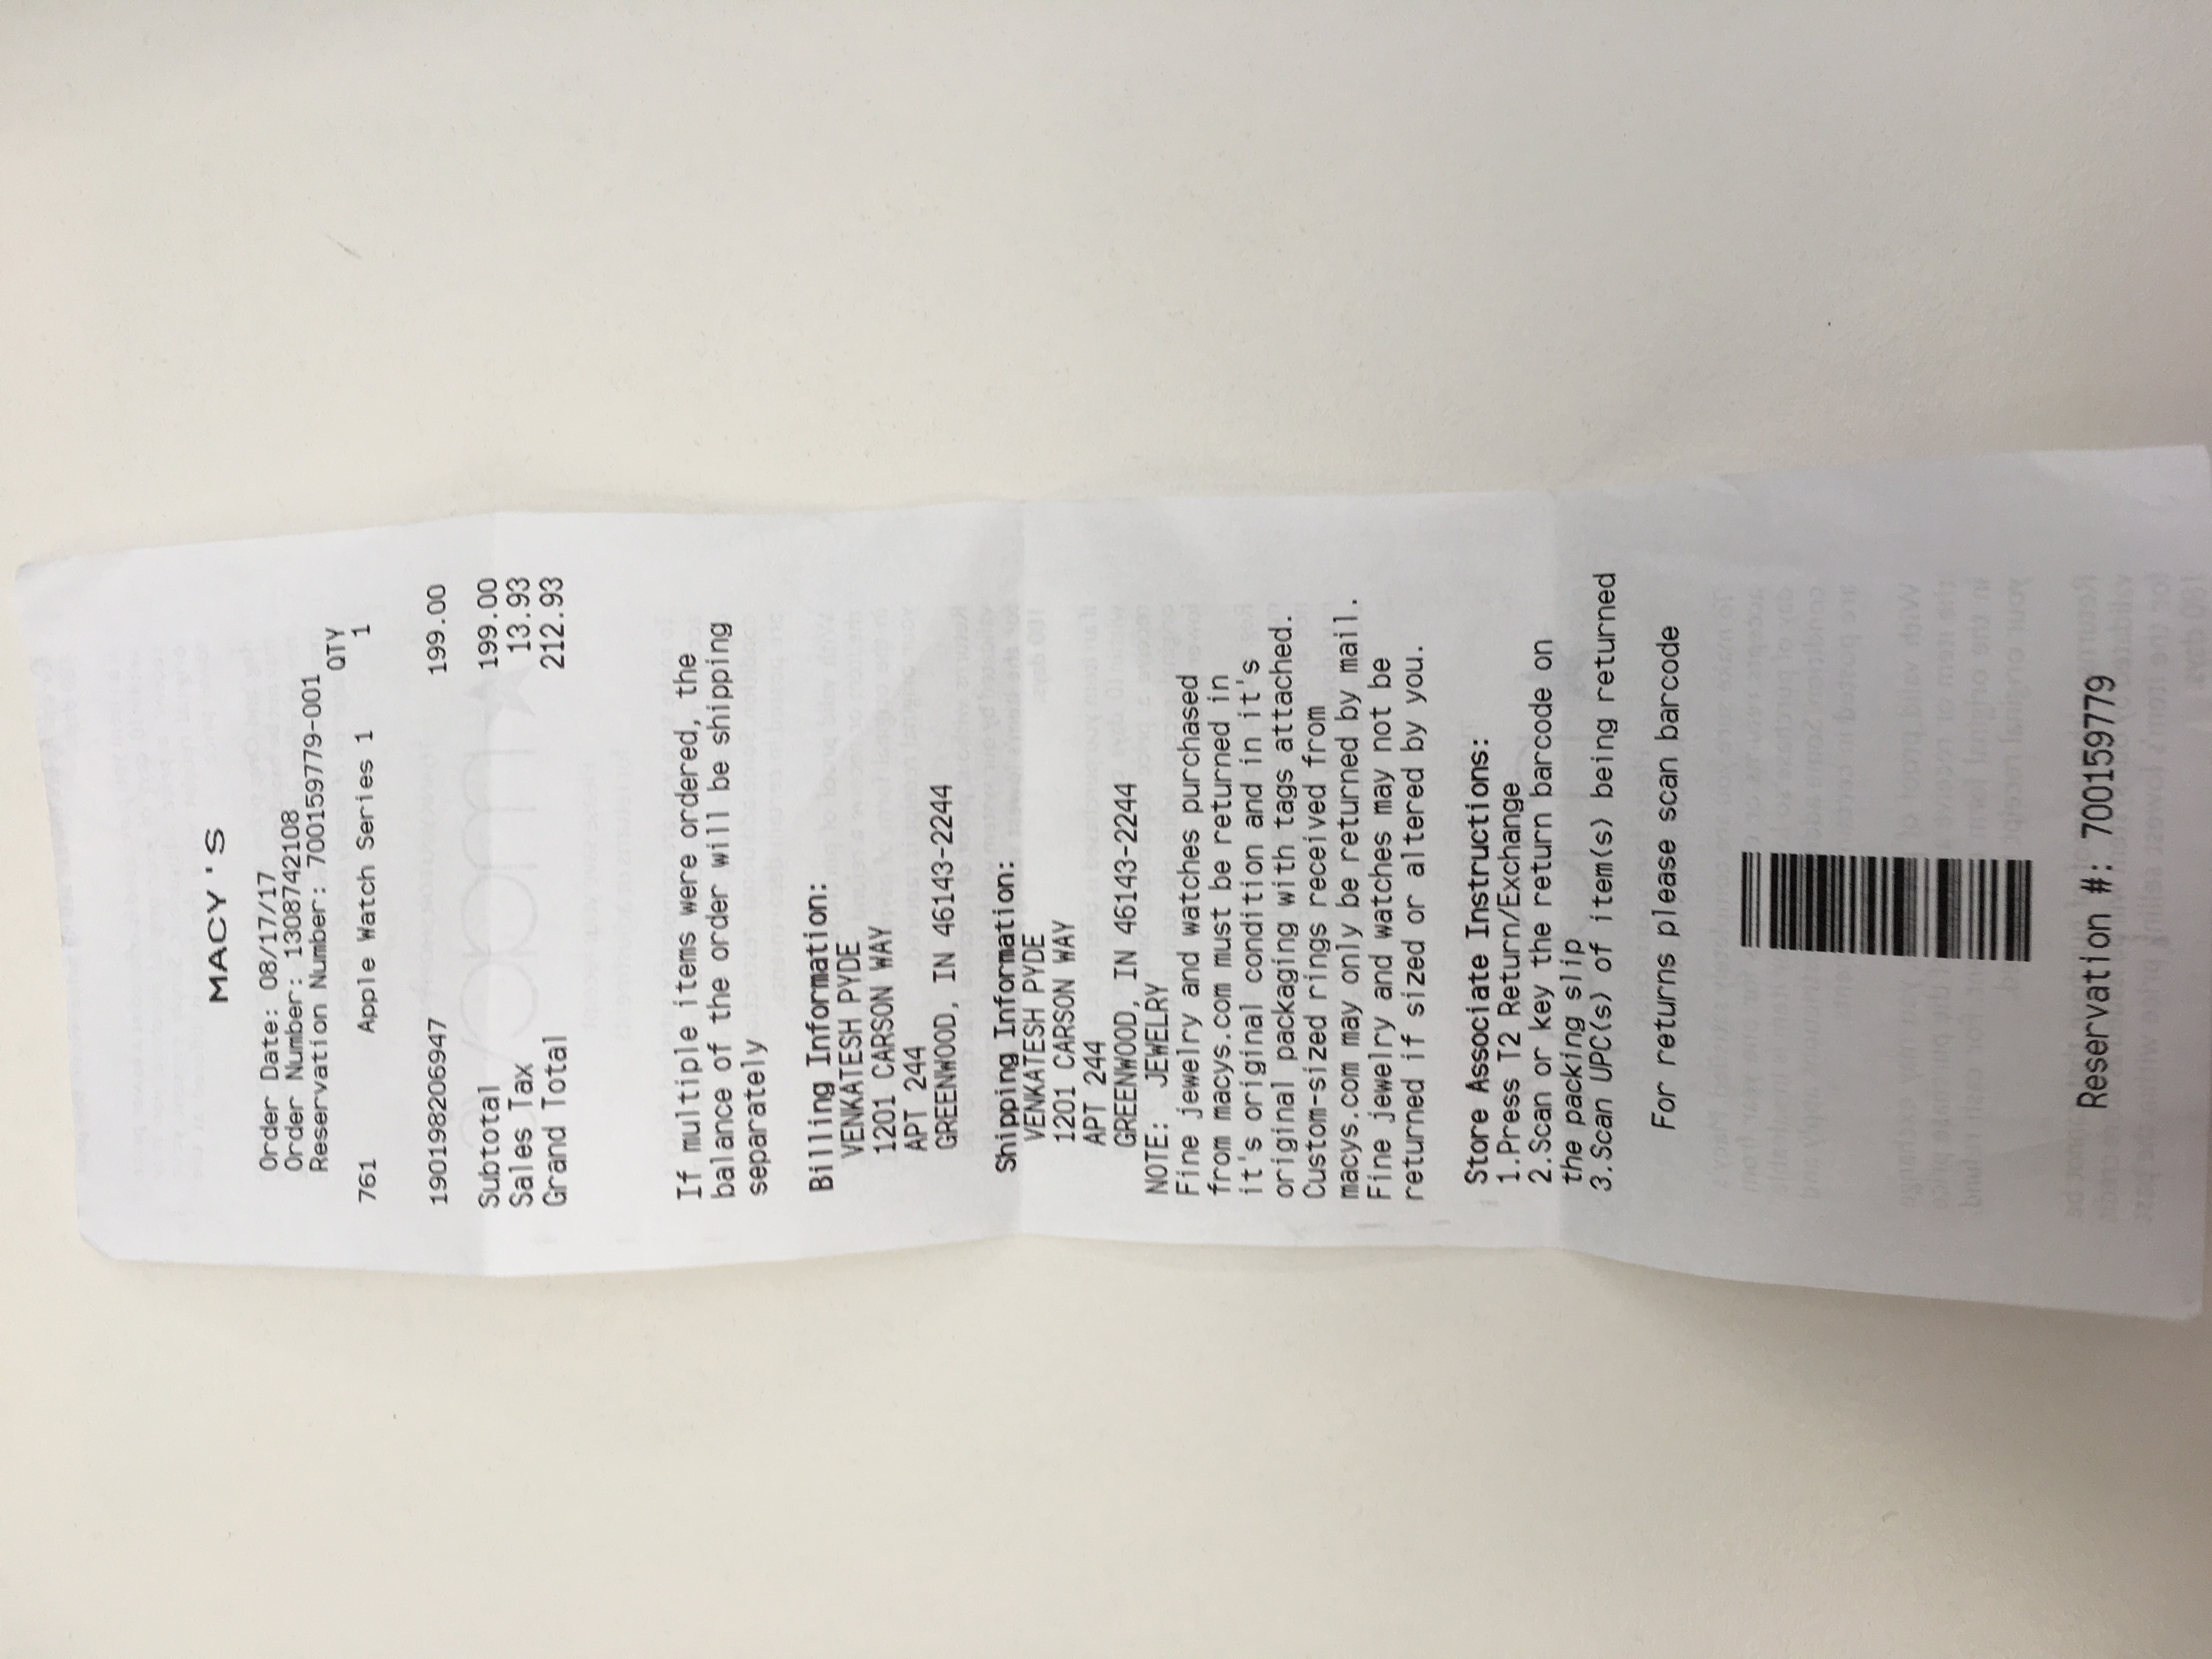 MACY'S
Order Date: 08/17/17
Order Number: 1308742108
Reservation Number: 700159779-001
QTY
761 Apple Watch Series 1 1
190198206947 199.00
Subtotal 199.00
Sales Tax 13.93
Grand Total 212.93
If multiple items were ordered, the
balance of the order will be shipping
separately
Billing Information:
VENKATESH PYDE
1201 CARSON WAY
APT 244
GREENWOOD, IN 46143-2244
Shipping Information:
VENKATESH PYDE
1201 CARSON WAY
APT 244
GREENWOOD, IN 46143-2244
NOTE: JEWELRY
Fine jewelry and watches purchased
from macys.com must be returned in
it's original condition and in it's
original packaging with tags attached.
Custom-sized rings received from
macys.com may only be returned by mail.
Fine jewelry and watches may not be
returned if sized or altered by you.
Store Associate Instructions:
1.Press T2 Return/Exchange
2.Scan or key the return barcode on
the packing slip
3.Scan UPC(s) of item(s) being returned
For returns please scan barcode
Reservation #: 700159779